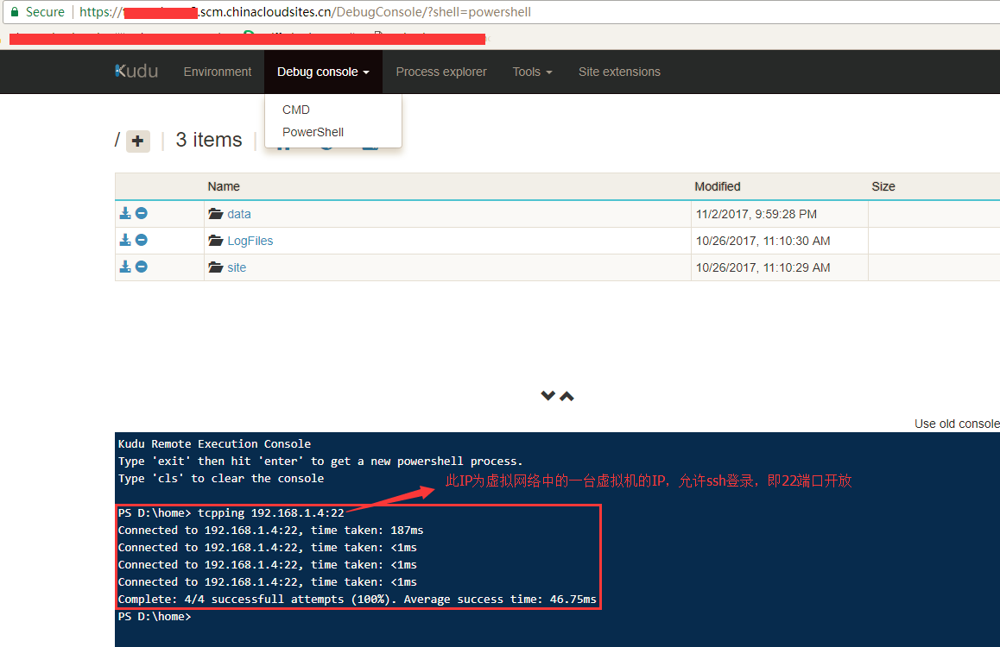 Secure https:// .scm.chinacloudsites.cn/DebugConsole/?shell=powershell
Kudu Environment Debug console Process explorer Tools Site extensions
CMD
PowerShell
/ 3 items
Name Modified Size
data 11/2/2017, 9:59:28 PM
LogFiles 10/26/2017, 11:10:30 AM
site 10/26/2017, 11:10:29 AM
Use old console
Kudu Remote Execution Console
Type 'exit' then hit 'enter' to get a new powershell process.
Type 'cls' to clear the console
此IP为虚拟网络中的一台虚拟机的IP，允许ssh登录，即22端口开放
PS D:\home> tcpping 192.168.1.4:22
Connected to 192.168.1.4:22, time taken: 187ms
Connected to 192.168.1.4:22, time taken: <1ms
Connected to 192.168.1.4:22, time taken: <1ms
Connected to 192.168.1.4:22, time taken: <1ms
Complete: 4/4 successfull attempts (100%). Average success time: 46.75ms
PS D:\home>